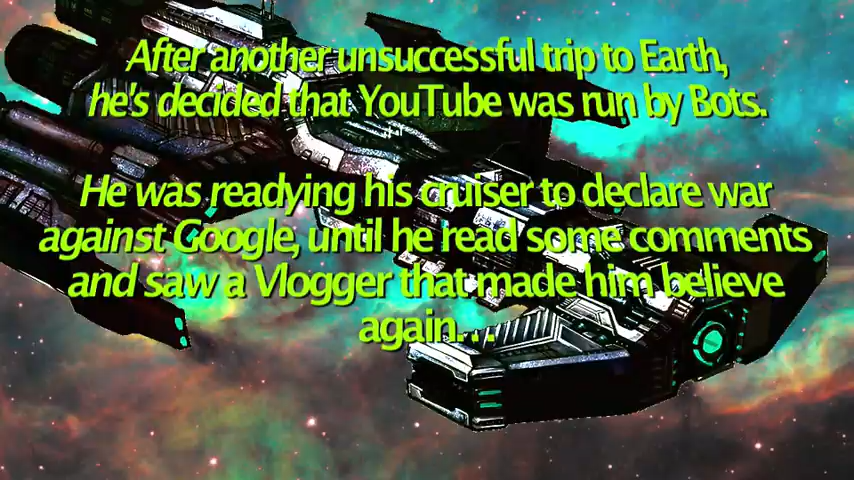 After another unsuccessful trip to Earth,
he's decided that YouTube was run by Bots.
He was readying his cruiser to declare war
against Google, until he read some comments
and saw a Vlogger that made him believe
again. . .